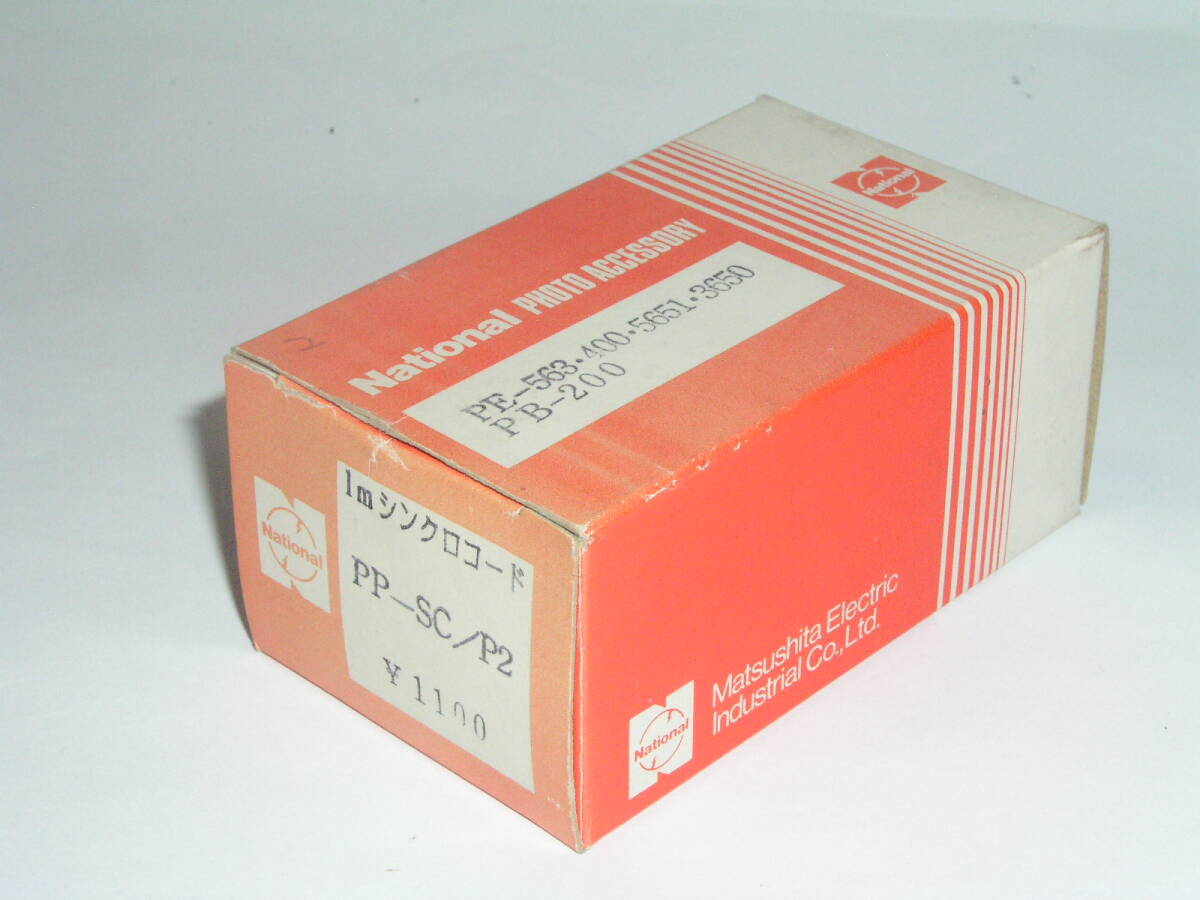 National
National PHOTO ACCESSORY
PE-563・400・5651・3650
PB-200
National
1mシンクロコード
PP-SC/P2
¥1100
National
Matsushita Electric
Industrial Co., Ltd.